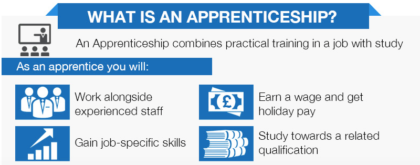 WHAT IS AN APPRENTICESHIP?
An Apprenticeship combines practical training in a job with study
As an apprentice you will:
Work alongside
experienced staff
Earn a wage and get
holiday pay
£
Gain job-specific skills
Study towards a related
qualification